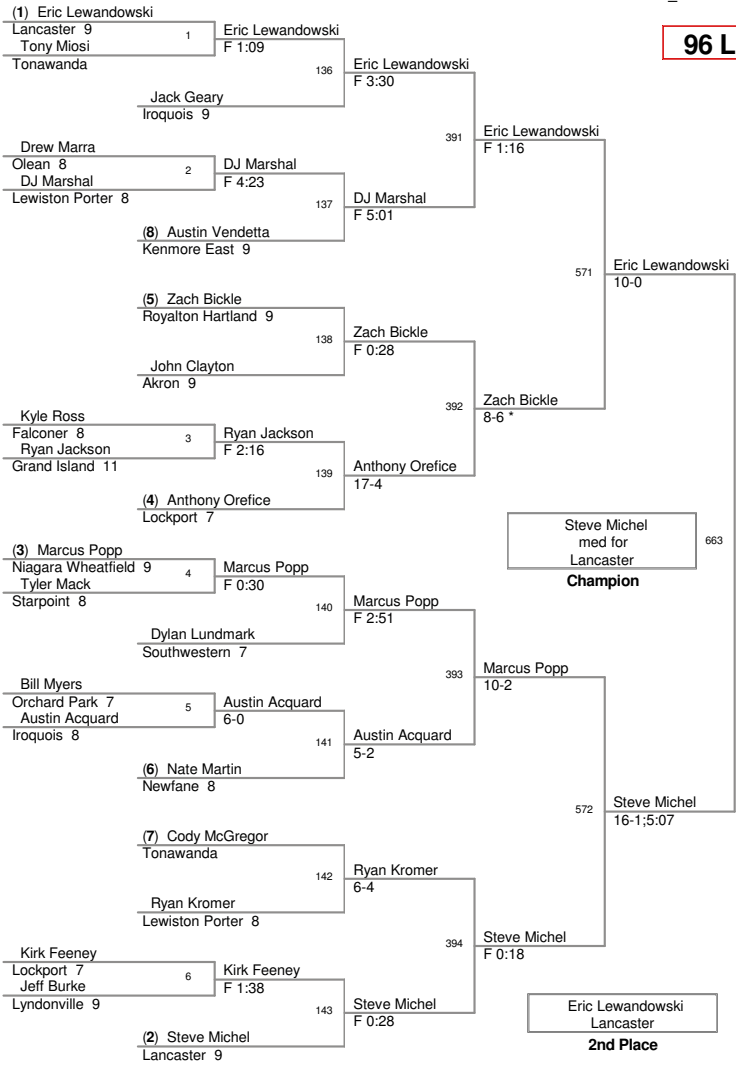 (1) Eric Lewandowski
Lancaster 9
Tony Miosi
Tonawanda
1
Eric Lewandowski
F 1:09
Jack Geary
Iroquois 9
136
Eric Lewandowski
F 3:30
Drew Marra
Olean 8
DJ Marshal
Lewiston Porter 8
2
DJ Marshal
F 4:23
(8) Austin Vendetta
Kenmore East 9
137
DJ Marshal
F 5:01
391
Eric Lewandowski
F 1:16
(5) Zach Bickle
Royalton Hartland 9
John Clayton
Akron 9
138
Zach Bickle
F 0:28
Kyle Ross
Falconer 8
Ryan Jackson
Grand Island 11
3
Ryan Jackson
F 2:16
(4) Anthony Orefice
Lockport 7
139
Anthony Orefice
17-4
392
Zach Bickle
8-6 *
571
Eric Lewandowski
10-0
96 L
(3) Marcus Popp
Niagara Wheatfield 9
Tyler Mack
Starpoint 8
4
Marcus Popp
F 0:30
Dylan Lundmark
Southwestern 7
140
Marcus Popp
F 2:51
Bill Myers
Orchard Park 7
Austin Acquard
Iroquois 8
5
Austin Acquard
6-0
(6) Nate Martin
Newfane 8
141
Austin Acquard
5-2
393
Marcus Popp
10-2
(7) Cody McGregor
Tonawanda
Ryan Kromer
Lewiston Porter 8
142
Ryan Kromer
6-4
Kirk Feeney
Lockport 7
Jeff Burke
Lyndonville 9
6
Kirk Feeney
F 1:38
(2) Steve Michel
Lancaster 9
143
Steve Michel
F 0:28
394
Steve Michel
F 0:18
572
Steve Michel
16-1;5:07
Steve Michel
med for
Lancaster
Champion
663
Eric Lewandowski
Lancaster
2nd Place